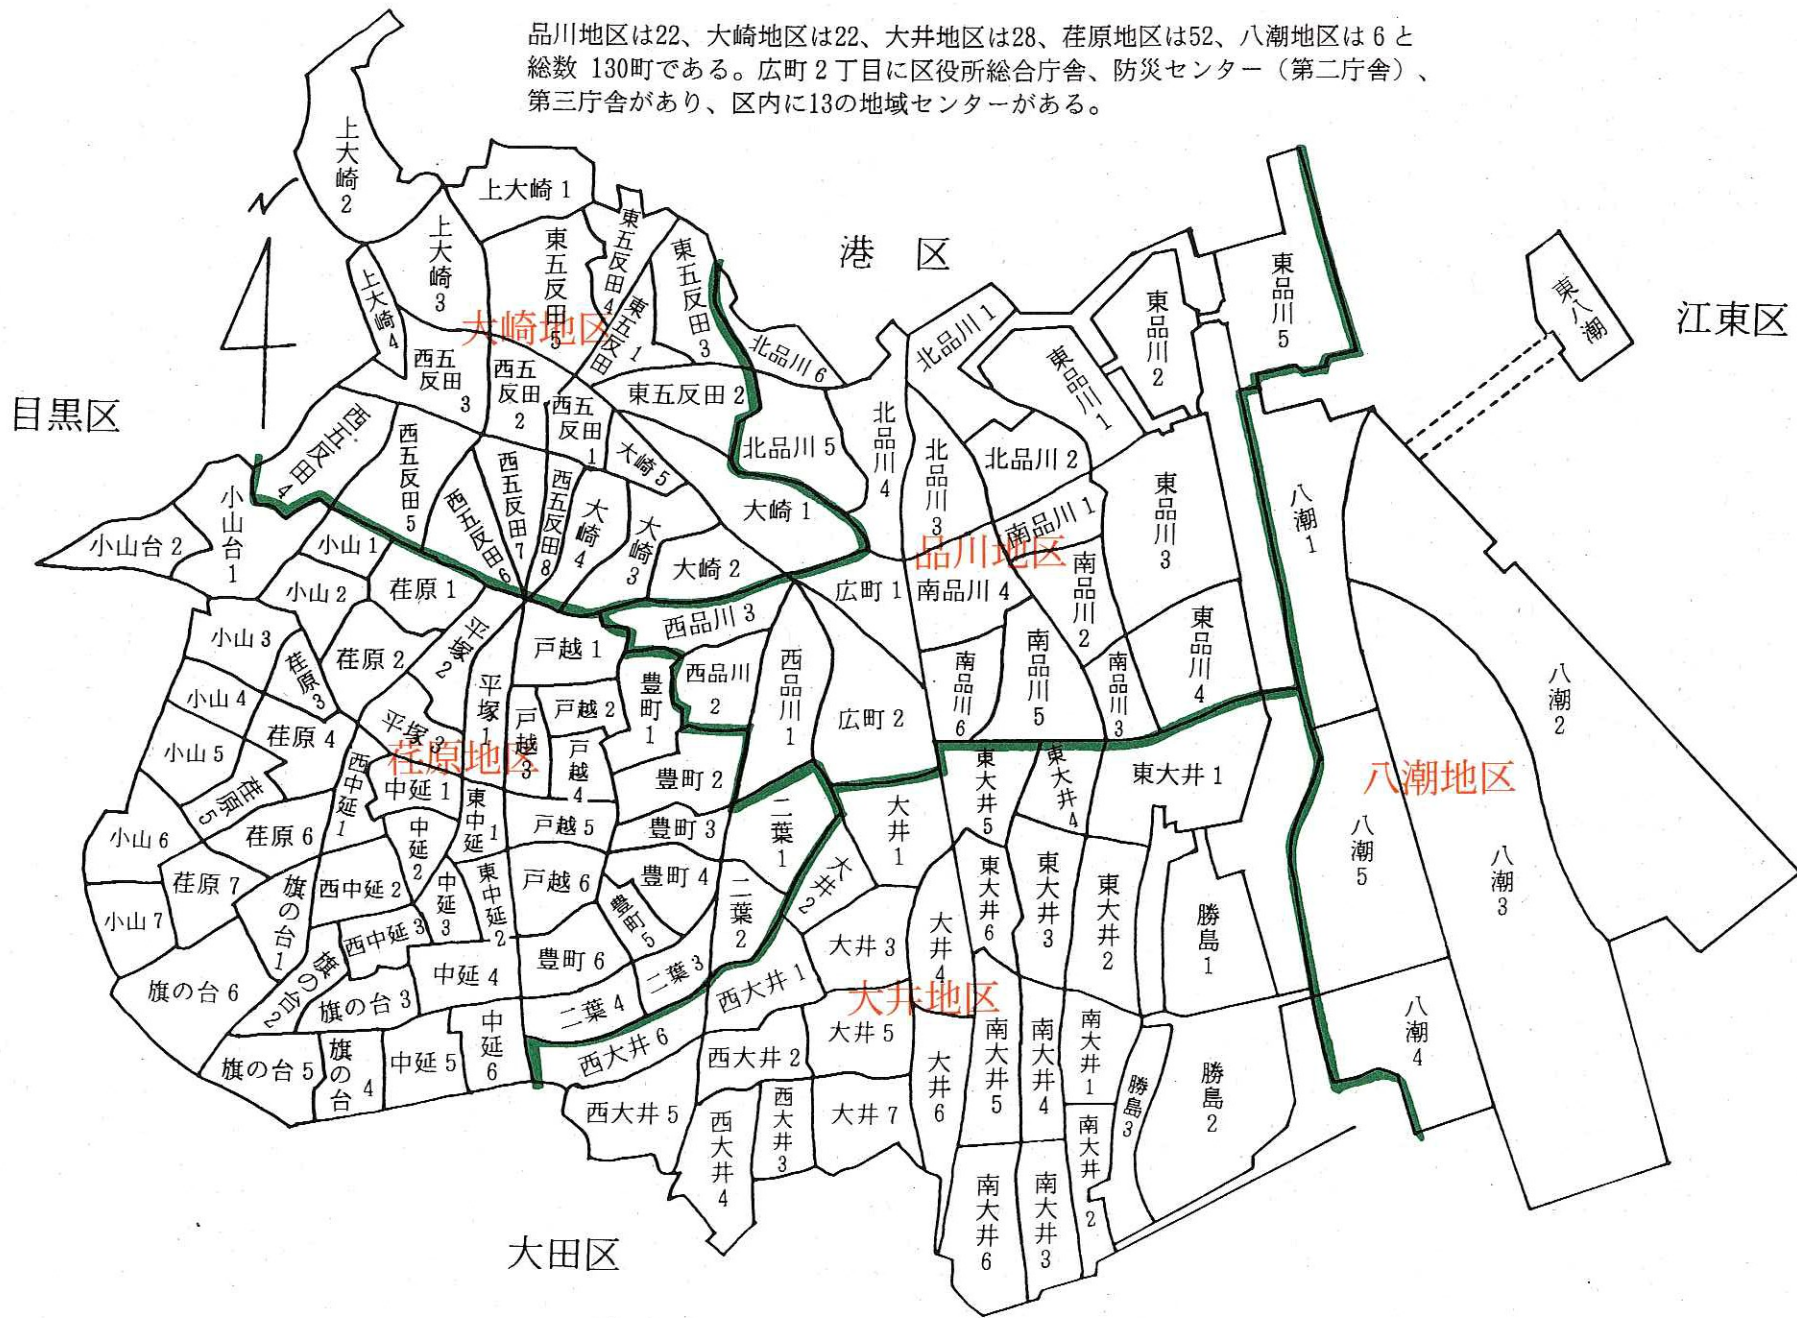 品川地区は22、大崎地区は22、大井地区は28、荏原地区は52、八潮地区は6と
総数 130町である。広町2丁目に区役所総合庁舎、防災センター（第二庁舎）、
第三庁舎があり、区内に13の地域センターがある。
港 区
江東区
目黒区
大田区
大崎地区
品川地区
荏原地区
大井地区
八潮地区
上大崎2
上大崎1
上大崎3
上大崎4
東五反田5
東五反田4
東五反田1
東五反田3
東五反田2
西五反田3
西五反田2
西五反田1
西五反田4
西五反田5
西五反田6
西五反田7
西五反田8
大崎5
大崎4
大崎3
大崎2
大崎1
北品川6
北品川5
北品川4
北品川3
北品川1
北品川2
東品川1
東品川2
東品川5
東品川3
東品川4
南品川1
南品川2
南品川4
南品川6
南品川5
南品川3
広町1
広町2
西品川3
西品川2
西品川1
東八潮
八潮1
八潮2
八潮3
八潮5
八潮4
小山台2
小山台1
小山1
小山2
小山3
小山4
小山5
小山6
小山7
荏原1
荏原2
荏原3
荏原4
荏原5
荏原6
荏原7
平塚2
平塚1
平塚3
戸越1
戸越2
戸越3
戸越4
戸越5
戸越6
豊町1
豊町2
豊町3
豊町4
豊町5
豊町6
二葉1
二葉2
二葉3
二葉4
西中延1
西中延2
西中延3
中延1
中延2
中延3
中延4
中延5
中延6
東中延1
東中延2
旗の台1
旗の台2
旗の台3
旗の台4
旗の台5
旗の台6
東大井5
東大井4
東大井1
東大井6
東大井3
東大井2
大井1
大井2
大井3
大井4
大井5
大井6
大井7
西大井1
西大井6
西大井2
西大井5
西大井4
西大井3
南大井5
南大井4
南大井1
南大井2
南大井6
南大井3
勝島1
勝島2
勝島3